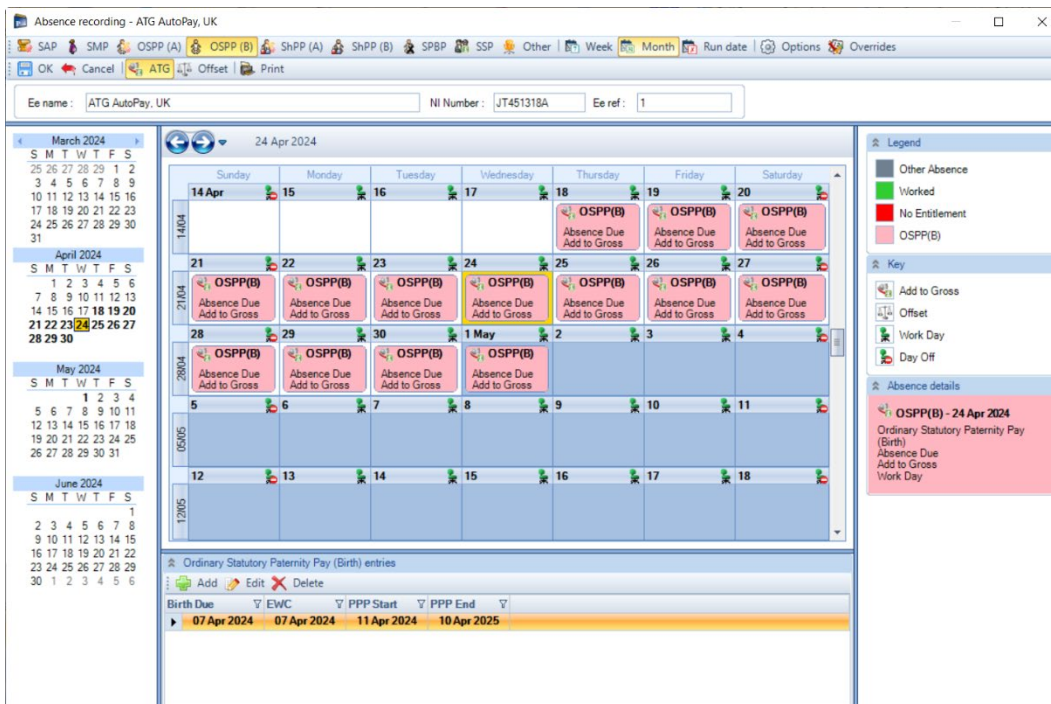 Absence recording - ATG AutoPay, UK
SAP SMP OSPP (A) OSPP (B) ShPP (A) ShPP (B) SPBP SSP Other Week Month Run date Options Overrides
OK Cancel ATG Offset Print
Ee name : ATG AutoPay, UK NI Number : JT451318A Ee ref : 1
March 2024
S M T W T F S
25 26 27 28 29 1 2
3 4 5 6 7 8 9
10 11 12 13 14 15 16
17 18 19 20 21 22 23
24 25 26 27 28 29 30
31
April 2024
S M T W T F S
1 2 3 4 5 6
7 8 9 10 11 12 13
14 15 16 17 18 19 20
21 22 23 24 25 26 27
28 29 30
May 2024
S M T W T F S
1 2 3 4
5 6 7 8 9 10 11
12 13 14 15 16 17 18
19 20 21 22 23 24 25
26 27 28 29 30 31
June 2024
S M T W T F S
1
2 3 4 5 6 7 8
9 10 11 12 13 14 15
16 17 18 19 20 21 22
23 24 25 26 27 28 29
30 1 2 3 4 5 6
24 Apr 2024
Sunday Monday Tuesday Wednesday Thursday Friday Saturday
14 Apr 15 16 17 18 19 20
14/04
OSPP(B) OSPP(B) OSPP(B)
Absence Due Absence Due Absence Due
Add to Gross Add to Gross Add to Gross
21 22 23 24 25 26 27
21/04
OSPP(B) OSPP(B) OSPP(B) OSPP(B) OSPP(B) OSPP(B) OSPP(B)
Absence Due Absence Due Absence Due Absence Due Absence Due Absence Due Absence Due
Add to Gross Add to Gross Add to Gross Add to Gross Add to Gross Add to Gross Add to Gross
28 29 30 1 May 2 3 4
28/04
OSPP(B) OSPP(B) OSPP(B) OSPP(B)
Absence Due Absence Due Absence Due Absence Due
Add to Gross Add to Gross Add to Gross Add to Gross
5 6 7 8 9 10 11
05/05
12 13 14 15 16 17 18
12/05
Ordinary Statutory Paternity Pay (Birth) entries
Add Edit Delete
Birth Due EWC PPP Start PPP End
07 Apr 2024 07 Apr 2024 11 Apr 2024 10 Apr 2025
Legend
Other Absence
Worked
No Entitlement
OSPP(B)
Key
Add to Gross
Offset
Work Day
Day Off
Absence details
OSPP(B) - 24 Apr 2024
Ordinary Statutory Paternity Pay
(Birth)
Absence Due
Add to Gross
Work Day